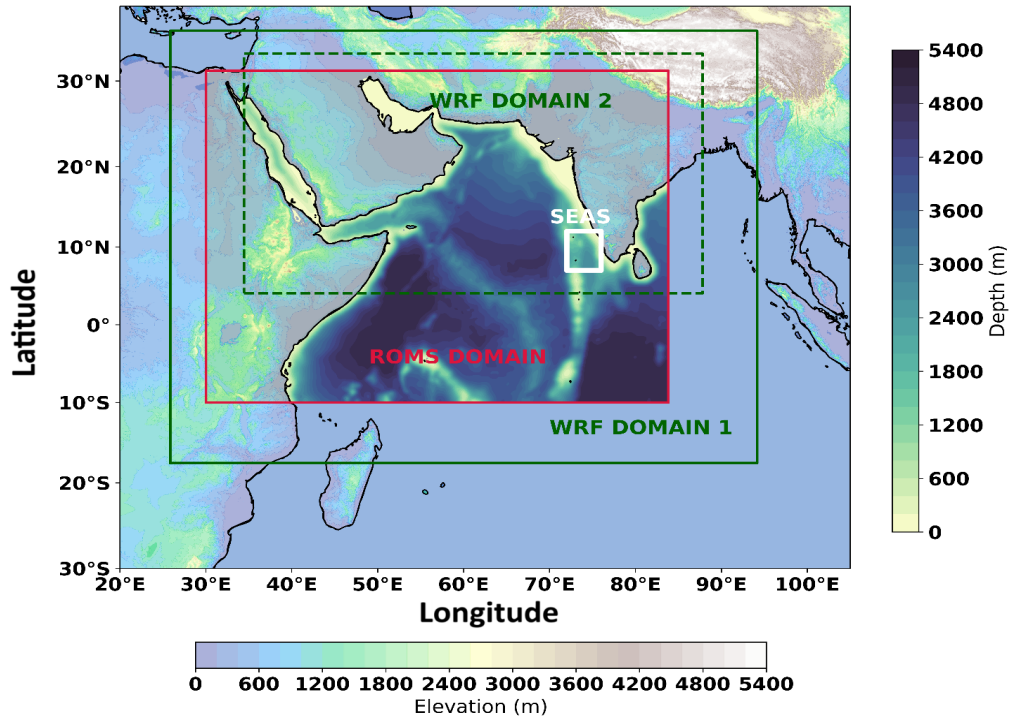 30°N
20°N
10°N
0°
10°S
20°S
30°S
Latitude
WRF DOMAIN 2
SEAS
ROMS DOMAIN
WRF DOMAIN 1
20°E 30°E 40°E 50°E 60°E 70°E 80°E 90°E 100°E
Longitude
5400
4800
4200
3600
3000
2400
1800
1200
600
0
Depth (m)
0 600 1200 1800 2400 3000 3600 4200 4800 5400
Elevation (m)